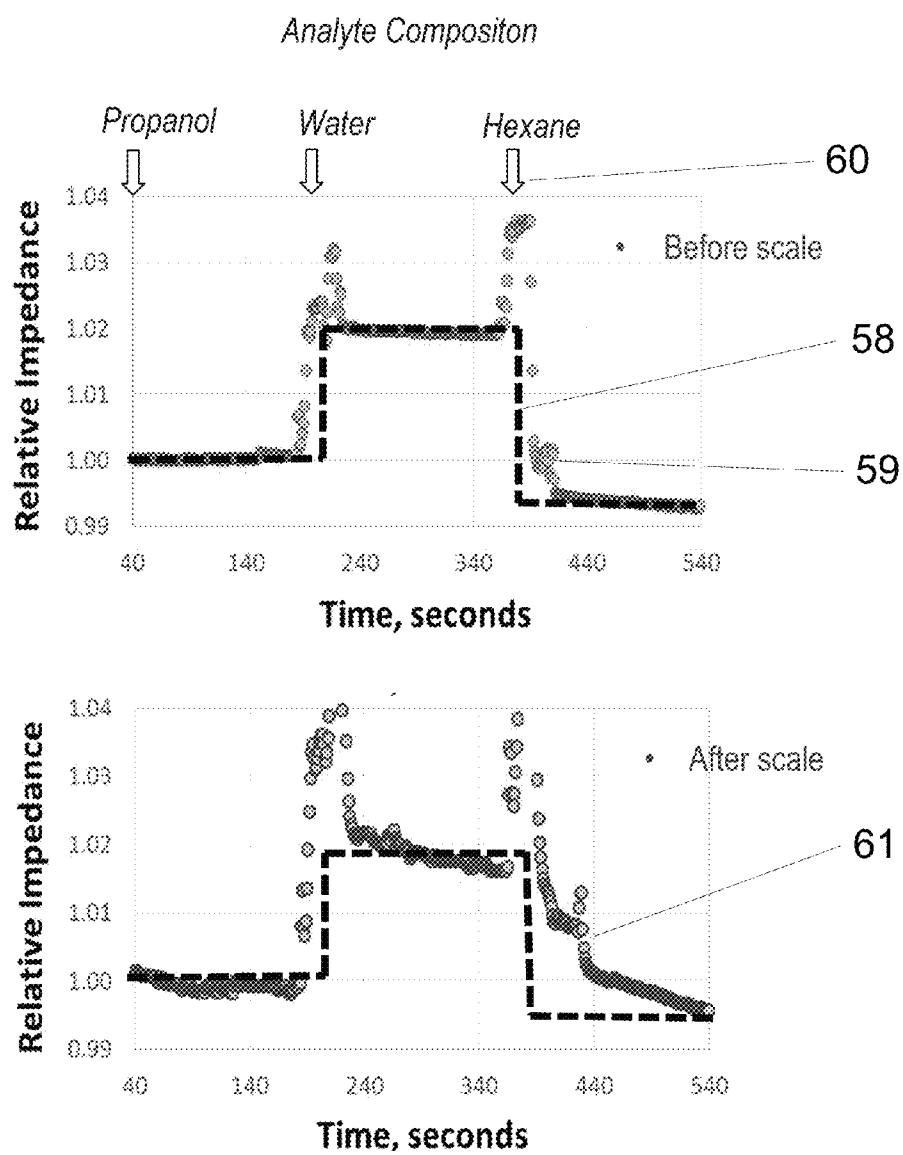 Analyte Compositon
Propanol Water Hexane
60
1.04
1.03
1.02
1.01
1.00
0.99
Relative Impedance
Before scale
58
59
40 140 240 340 440 540
Time, seconds
1.04
1.03
1.02
1.01
1.00
0.99
Relative Impedance
After scale
61
40 140 240 340 440 540
Time, seconds